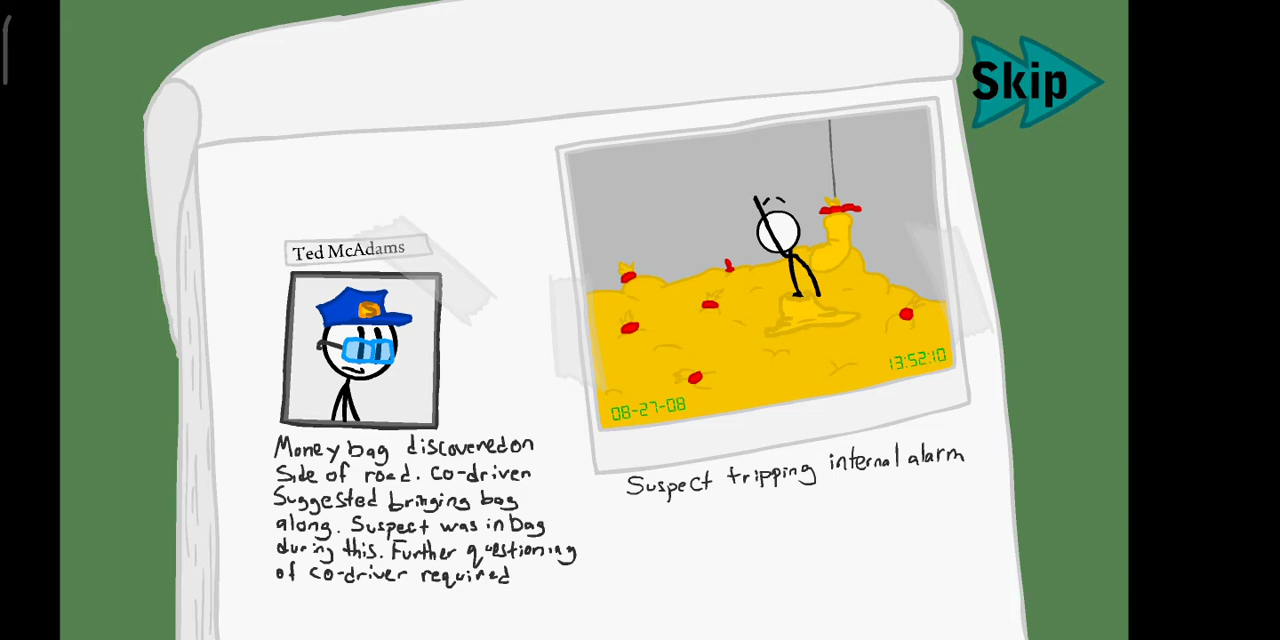 Skip
Ted McAdams
S
Money bag discovered on
Side of road. Co-driven
Suggested bringing bag
along. Suspect was in bag
during this. Further questioning
of co-driver required
08-27-08
13:52:10
Suspect tripping internal alarm